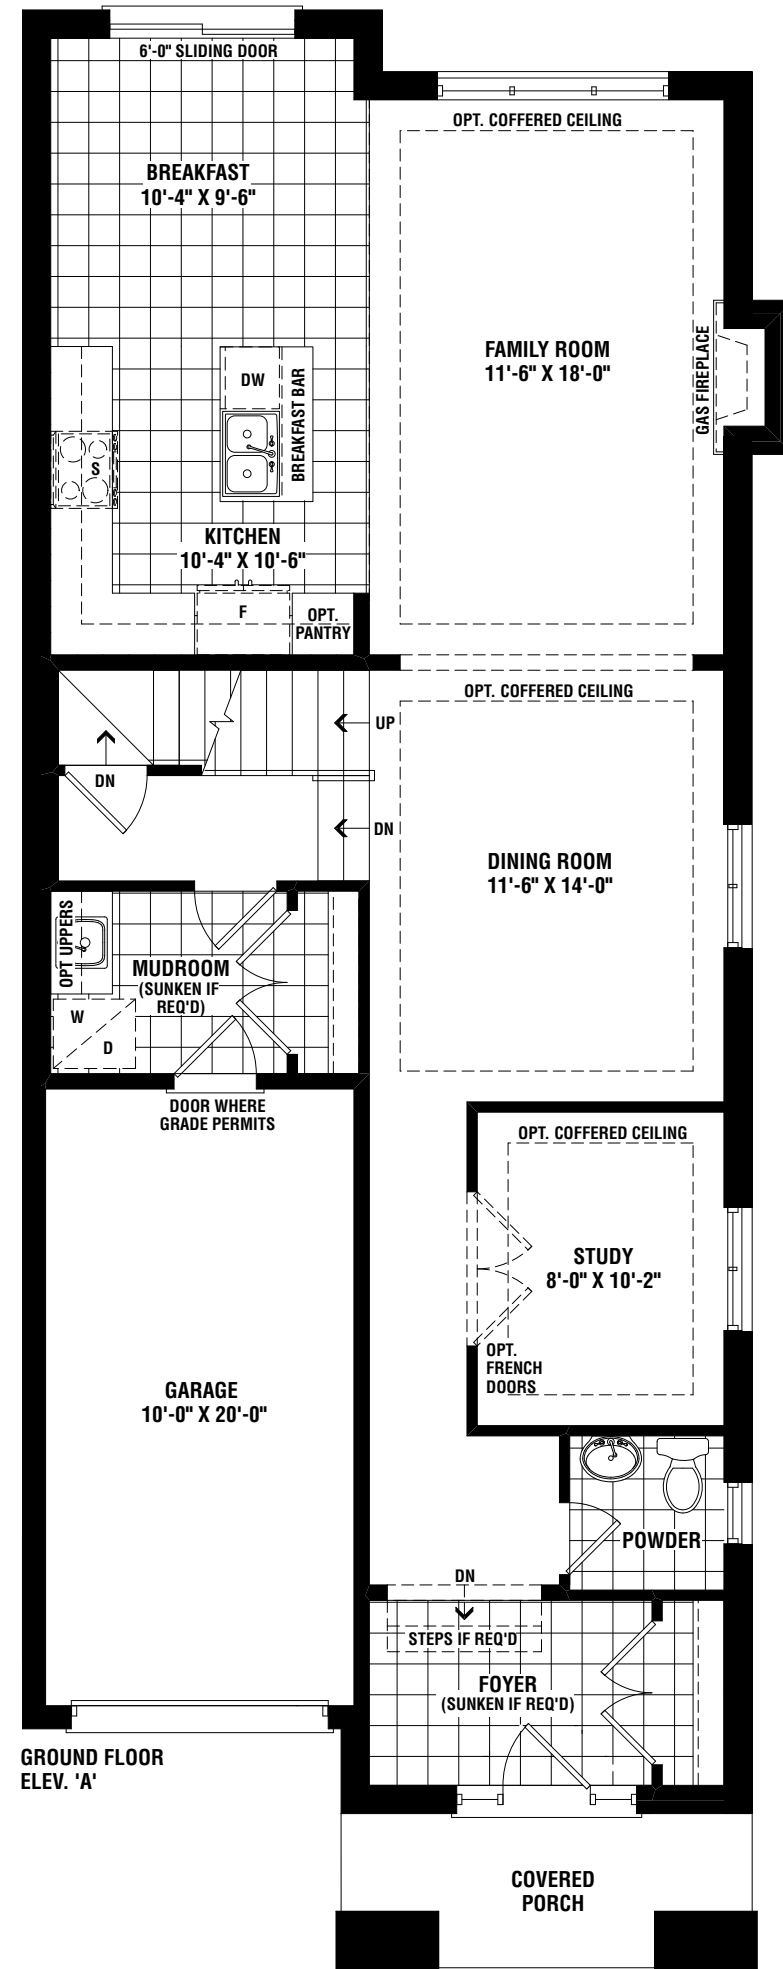 6'-0" SLIDING DOOR
OPT. COFFERED CEILING
BREAKFAST
10'-4" X 9'-6"
FAMILY ROOM
11'-6" X 18'-0"
GAS FIREPLACE
DW
BREAKFAST BAR
S
KITCHEN
10'-4" X 10'-6"
F
OPT.
PANTRY
OPT. COFFERED CEILING
UP
DN
DN
DINING ROOM
11'-6" X 14'-0"
OPT UPPERS
MUDROOM
(SUNKEN IF
REQ'D)
W
D
DOOR WHERE
GRADE PERMITS
OPT. COFFERED CEILING
STUDY
8'-0" X 10'-2"
OPT.
FRENCH
DOORS
GARAGE
10'-0" X 20'-0"
POWDER
DN
STEPS IF REQ'D
FOYER
(SUNKEN IF REQ'D)
GROUND FLOOR
ELEV. 'A'
COVERED
PORCH